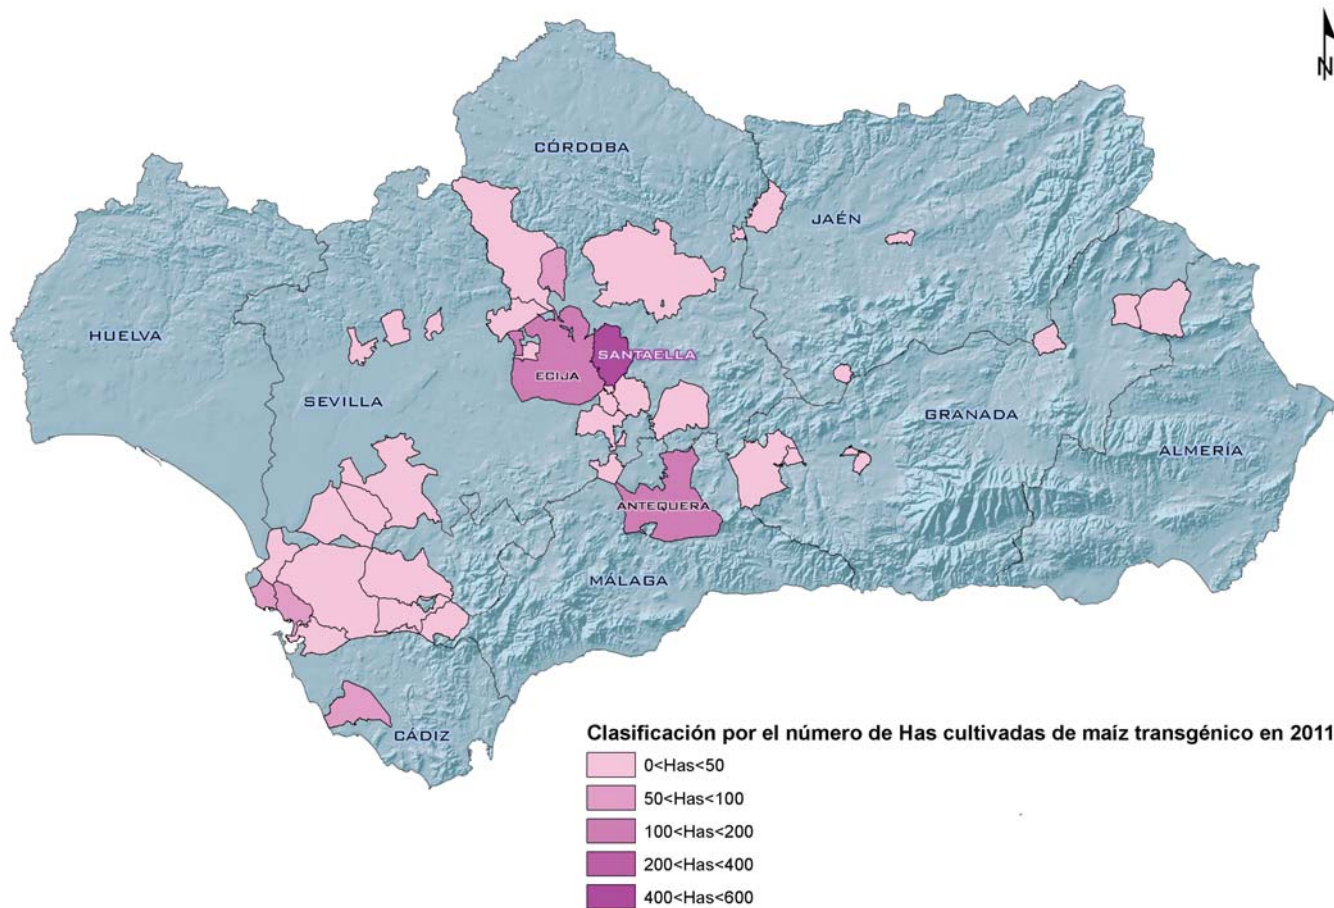 N
CÓRDOBA
JAÉN
HUELVA
SANTAELLA
ECIJA
SEVILLA
GRANADA
ALMERÍA
ANTEQUERA
MÁLAGA
CÁDIZ
Clasificación por el número de Has cultivadas de maíz transgénico en 2011
0<Has<50
50<Has<100
100<Has<200
200<Has<400
400<Has<600